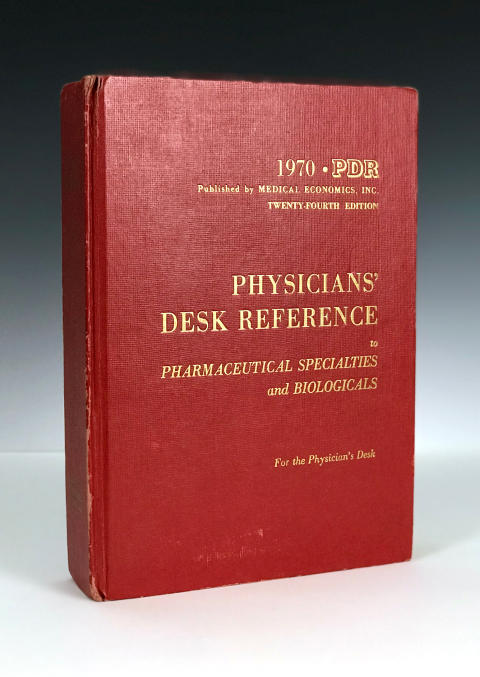 1970 • PDR
Published by MEDICAL ECONOMICS, INC.
TWENTY-FOURTH EDITION
PHYSICIANS'
DESK REFERENCE
to
PHARMACEUTICAL SPECIALTIES
and BIOLOGICALS
For the Physician's Desk